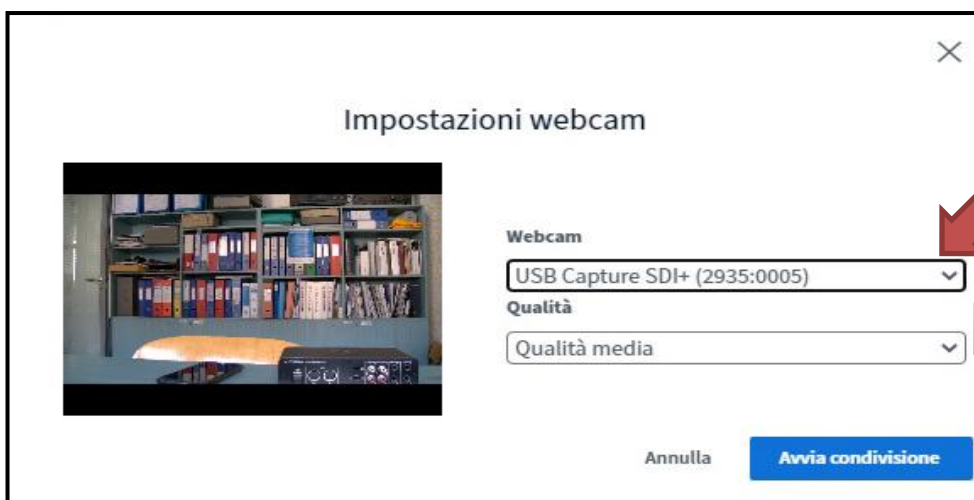 Impostazioni webcam
Webcam
USB Capture SDI+ (2935:0005)
Qualità
Qualità media
Annulla
Avvia condivisione